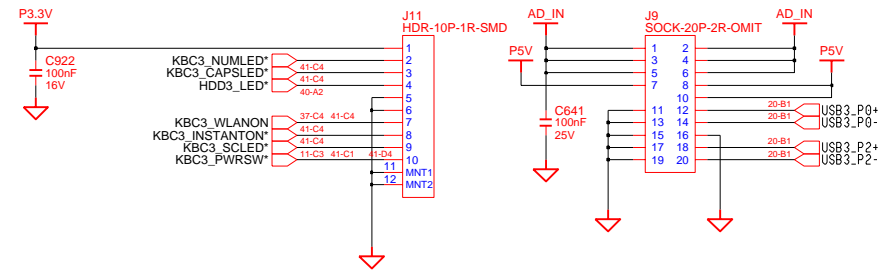 P3.3V
C922
100nF
16V
J11
HDR-10P-1R-SMD
1
KBC3_NUMLED* 2
KBC3_CAPSLED* 41-C4 3
HDD3_LED* 41-C4 4
40-A2 5
6
KBC3_WLANON 37-C4 41-C4 7
KBC3_INSTANTON* 41-C4 8
KBC3_SCLED* 41-C4 9
KBC3_PWRSW* 11-C3 41-C1 41-D4 10
11 MNT1
12 MNT2
AD_IN
P5V
C641
100nF
25V
J9
SOCK-20P-2R-OMIT
AD_IN
P5V
1 2
3 4
5 6
7 8
10
11 12 20-B1 USB3_P0+
13 14 20-B1 USB3_P0-
15 16
17 18 20-B1 USB3_P2+
19 20 20-B1 USB3_P2-